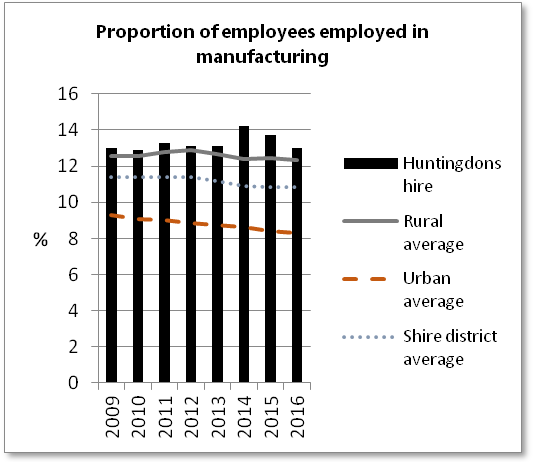 Proportion of employees employed in
manufacturing
16
14
12
10
8
6
4
2
0
%
2009
2010
2011
2012
2013
2014
2015
2016
Huntingdons
hire
Rural
average
Urban
average
Shire district
average